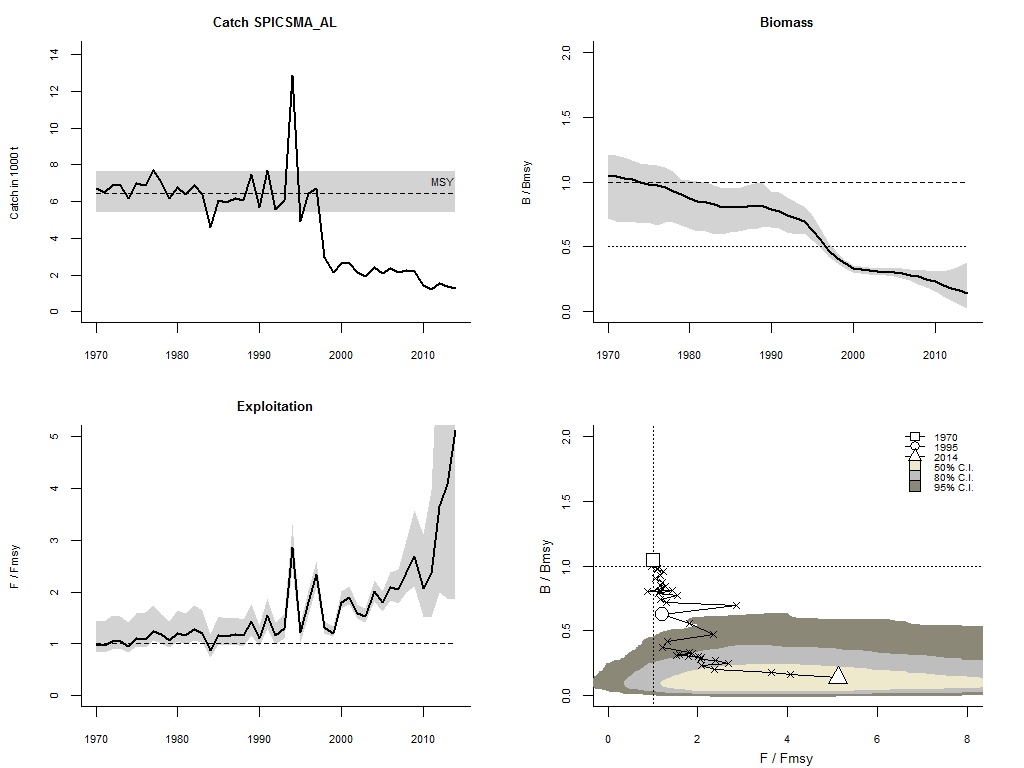 Catch SPICSMA_AL
Catch in 1000 t
14
12
10
8
6
4
2
0
MSY
1970 1980 1990 2000 2010
Biomass
B / Bmsy
2.0
1.5
1.0
0.5
0.0
1970 1980 1990 2000 2010
Exploitation
F / Fmsy
5
4
3
2
1
0
1970 1980 1990 2000 2010
B / Bmsy
2.0
1.5
1.0
0.5
0.0
1970
1995
2014
50% C.I.
80% C.I.
95% C.I.
0 2 4 6 8
F / Fmsy